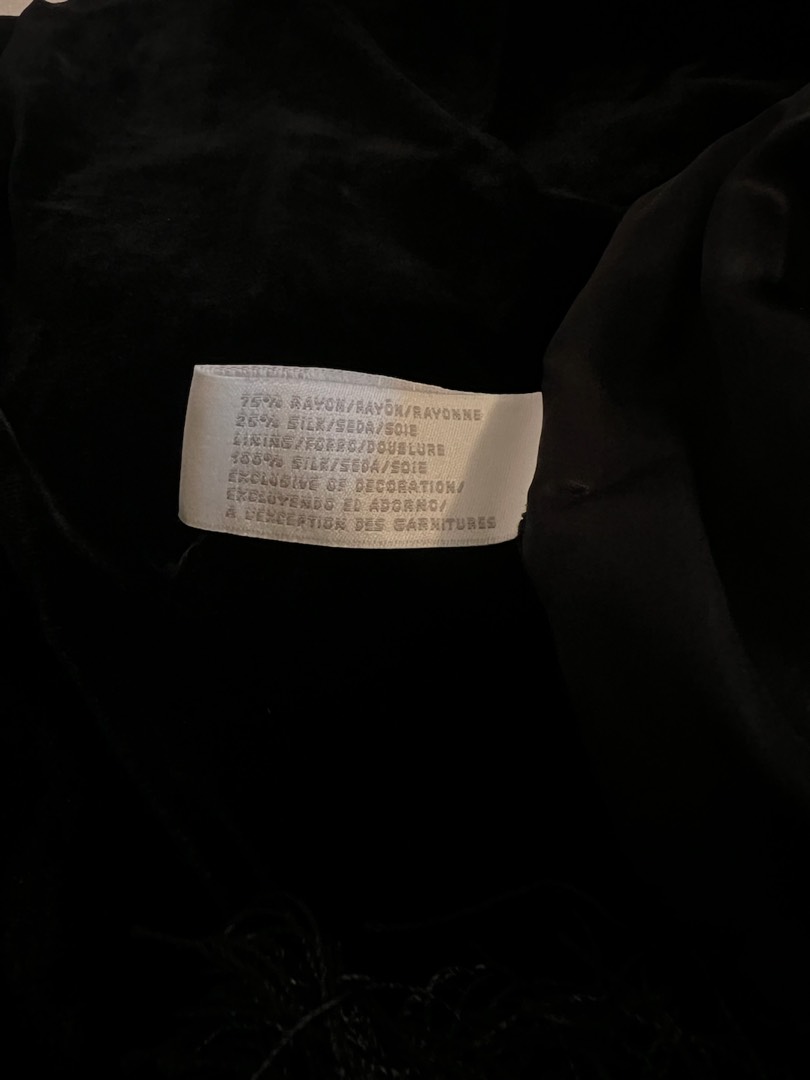 75% RAYON/RAYÓN/RAYONNE
25% SILK/SEDA/SOIE
LINING/FORRO/DOUBLURE
100% SILK/SEDA/SOIE
EXCLUSIVE OF DECORATION/
EXCLUYENDO EL ADORNO/
A L'EXCEPTION DES GARNITURES